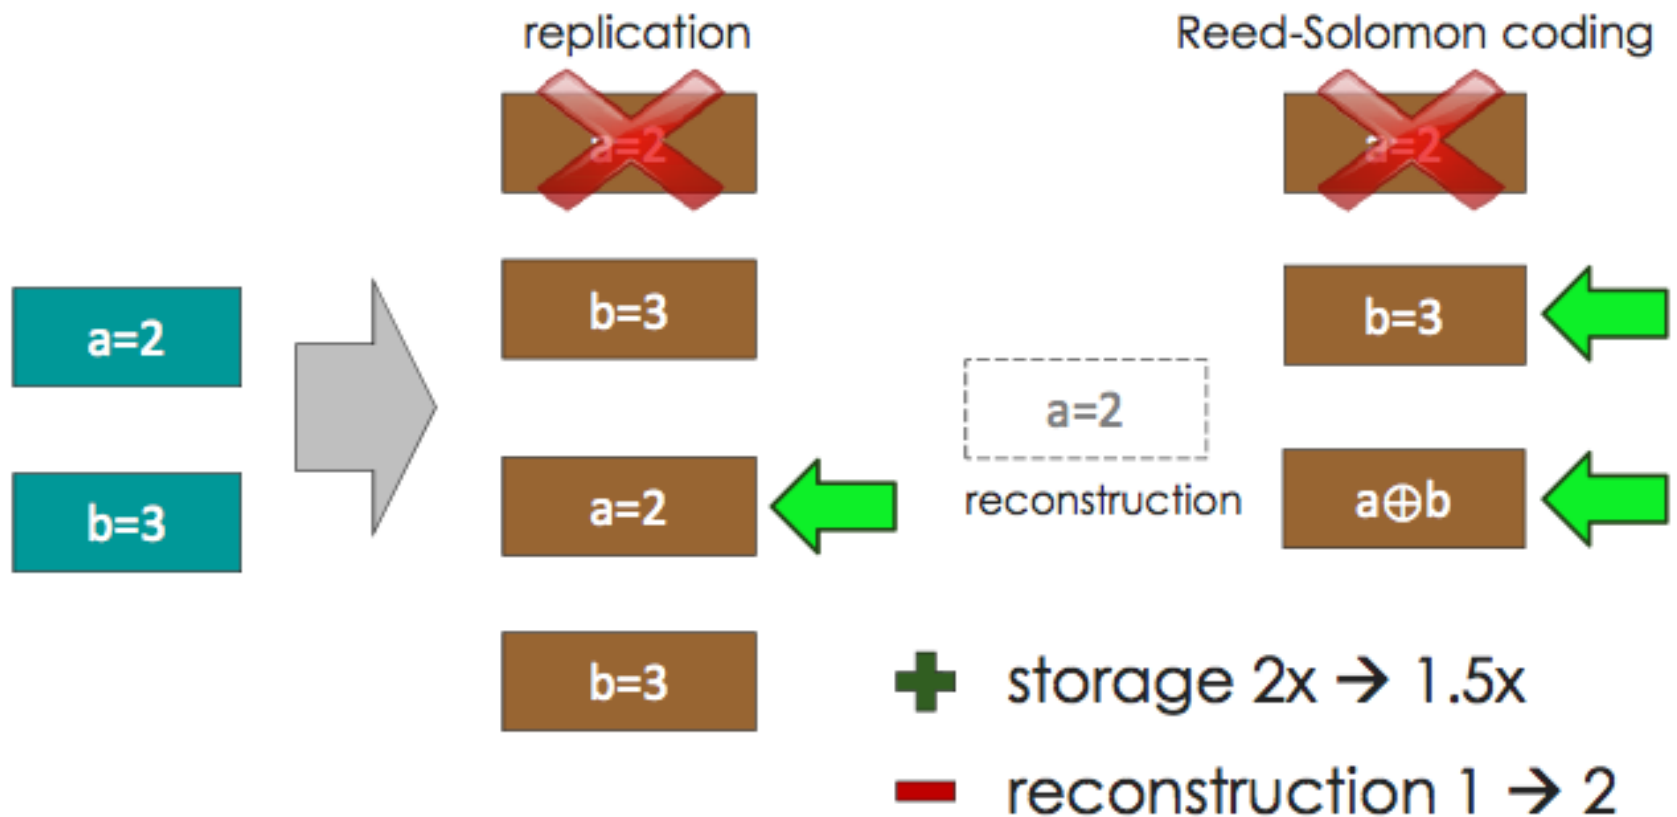 replication
Reed-Solomon coding
a=2
a=2
b=3
b=3
a=2
a=2
b=3
a=2
reconstruction
a⊕b
b=3
storage 2x → 1.5x
reconstruction 1 → 2